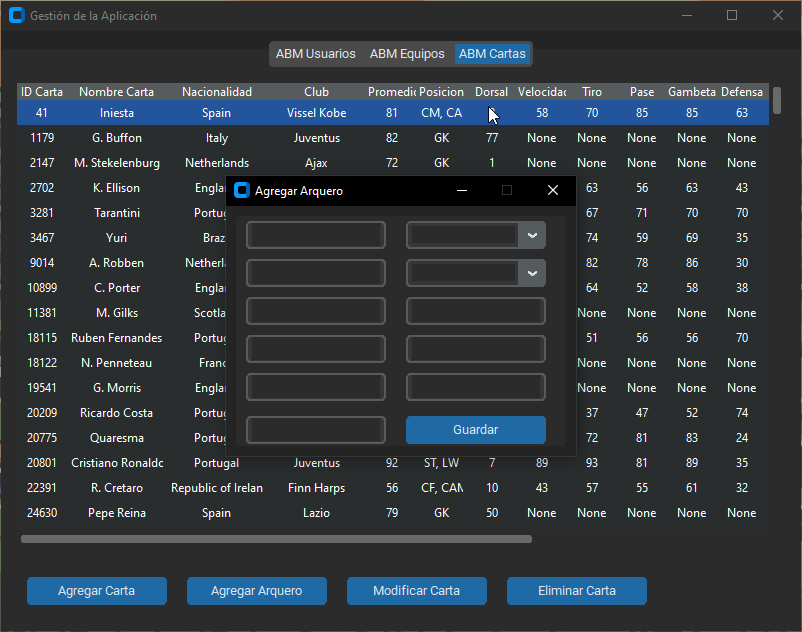 Gestión de la Aplicación
ABM Usuarios ABM Equipos ABM Cartas
ID Carta Nombre Carta Nacionalidad Club Promedic Posicion Dorsal Velocidac Tiro Pase Gambeta Defensa
41 Iniesta Spain Vissel Kobe 81 CM, CA 58 70 85 85 63
1179 G. Buffon Italy Juventus 82 GK 77 None None None None None
2147 M. Stekelenburg Netherlands Ajax 72 GK 1 None None None None None
Agregar Arquero
2702 K. Ellison Engla 63 56 63 43
3281 Tarantini Portug 67 71 70 70
3467 Yuri Braz 74 59 69 35
9014 A. Robben Netherl 82 78 86 30
10899 C. Porter Engla 64 52 58 38
11381 M. Gilks Scotla None None None None
18115 Ruben Fernandes Portug 51 56 56 70
18122 N. Penneteau Franc None None None None
19541 G. Morris Engla None None None None
20209 Ricardo Costa Portug 37 47 52 74
Guardar
20775 Quaresma Portug 72 81 83 24
20801 Cristiano Ronaldc Portugal Juventus 92 ST, LW 7 89 93 81 89 35
22391 R. Cretaro Republic of Irelan Finn Harps 56 CF, CAM 10 43 57 55 61 32
24630 Pepe Reina Spain Lazio 79 GK 50 None None None None None
Agregar Carta Agregar Arquero Modificar Carta Eliminar Carta